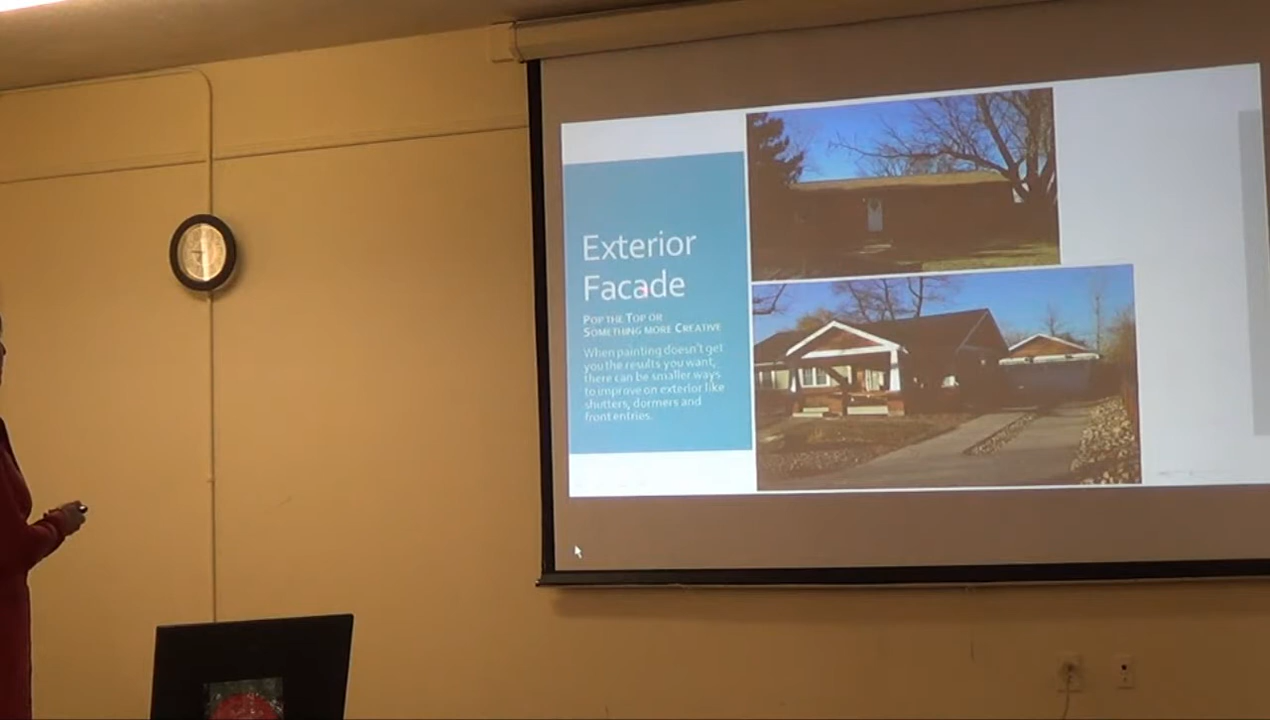 Exterior
Facade
Pop the Top or
Something more Creative
When painting doesn't get
you the results you want,
there can be smaller ways
to improve on exterior like
shutters, dormers and
front entries.